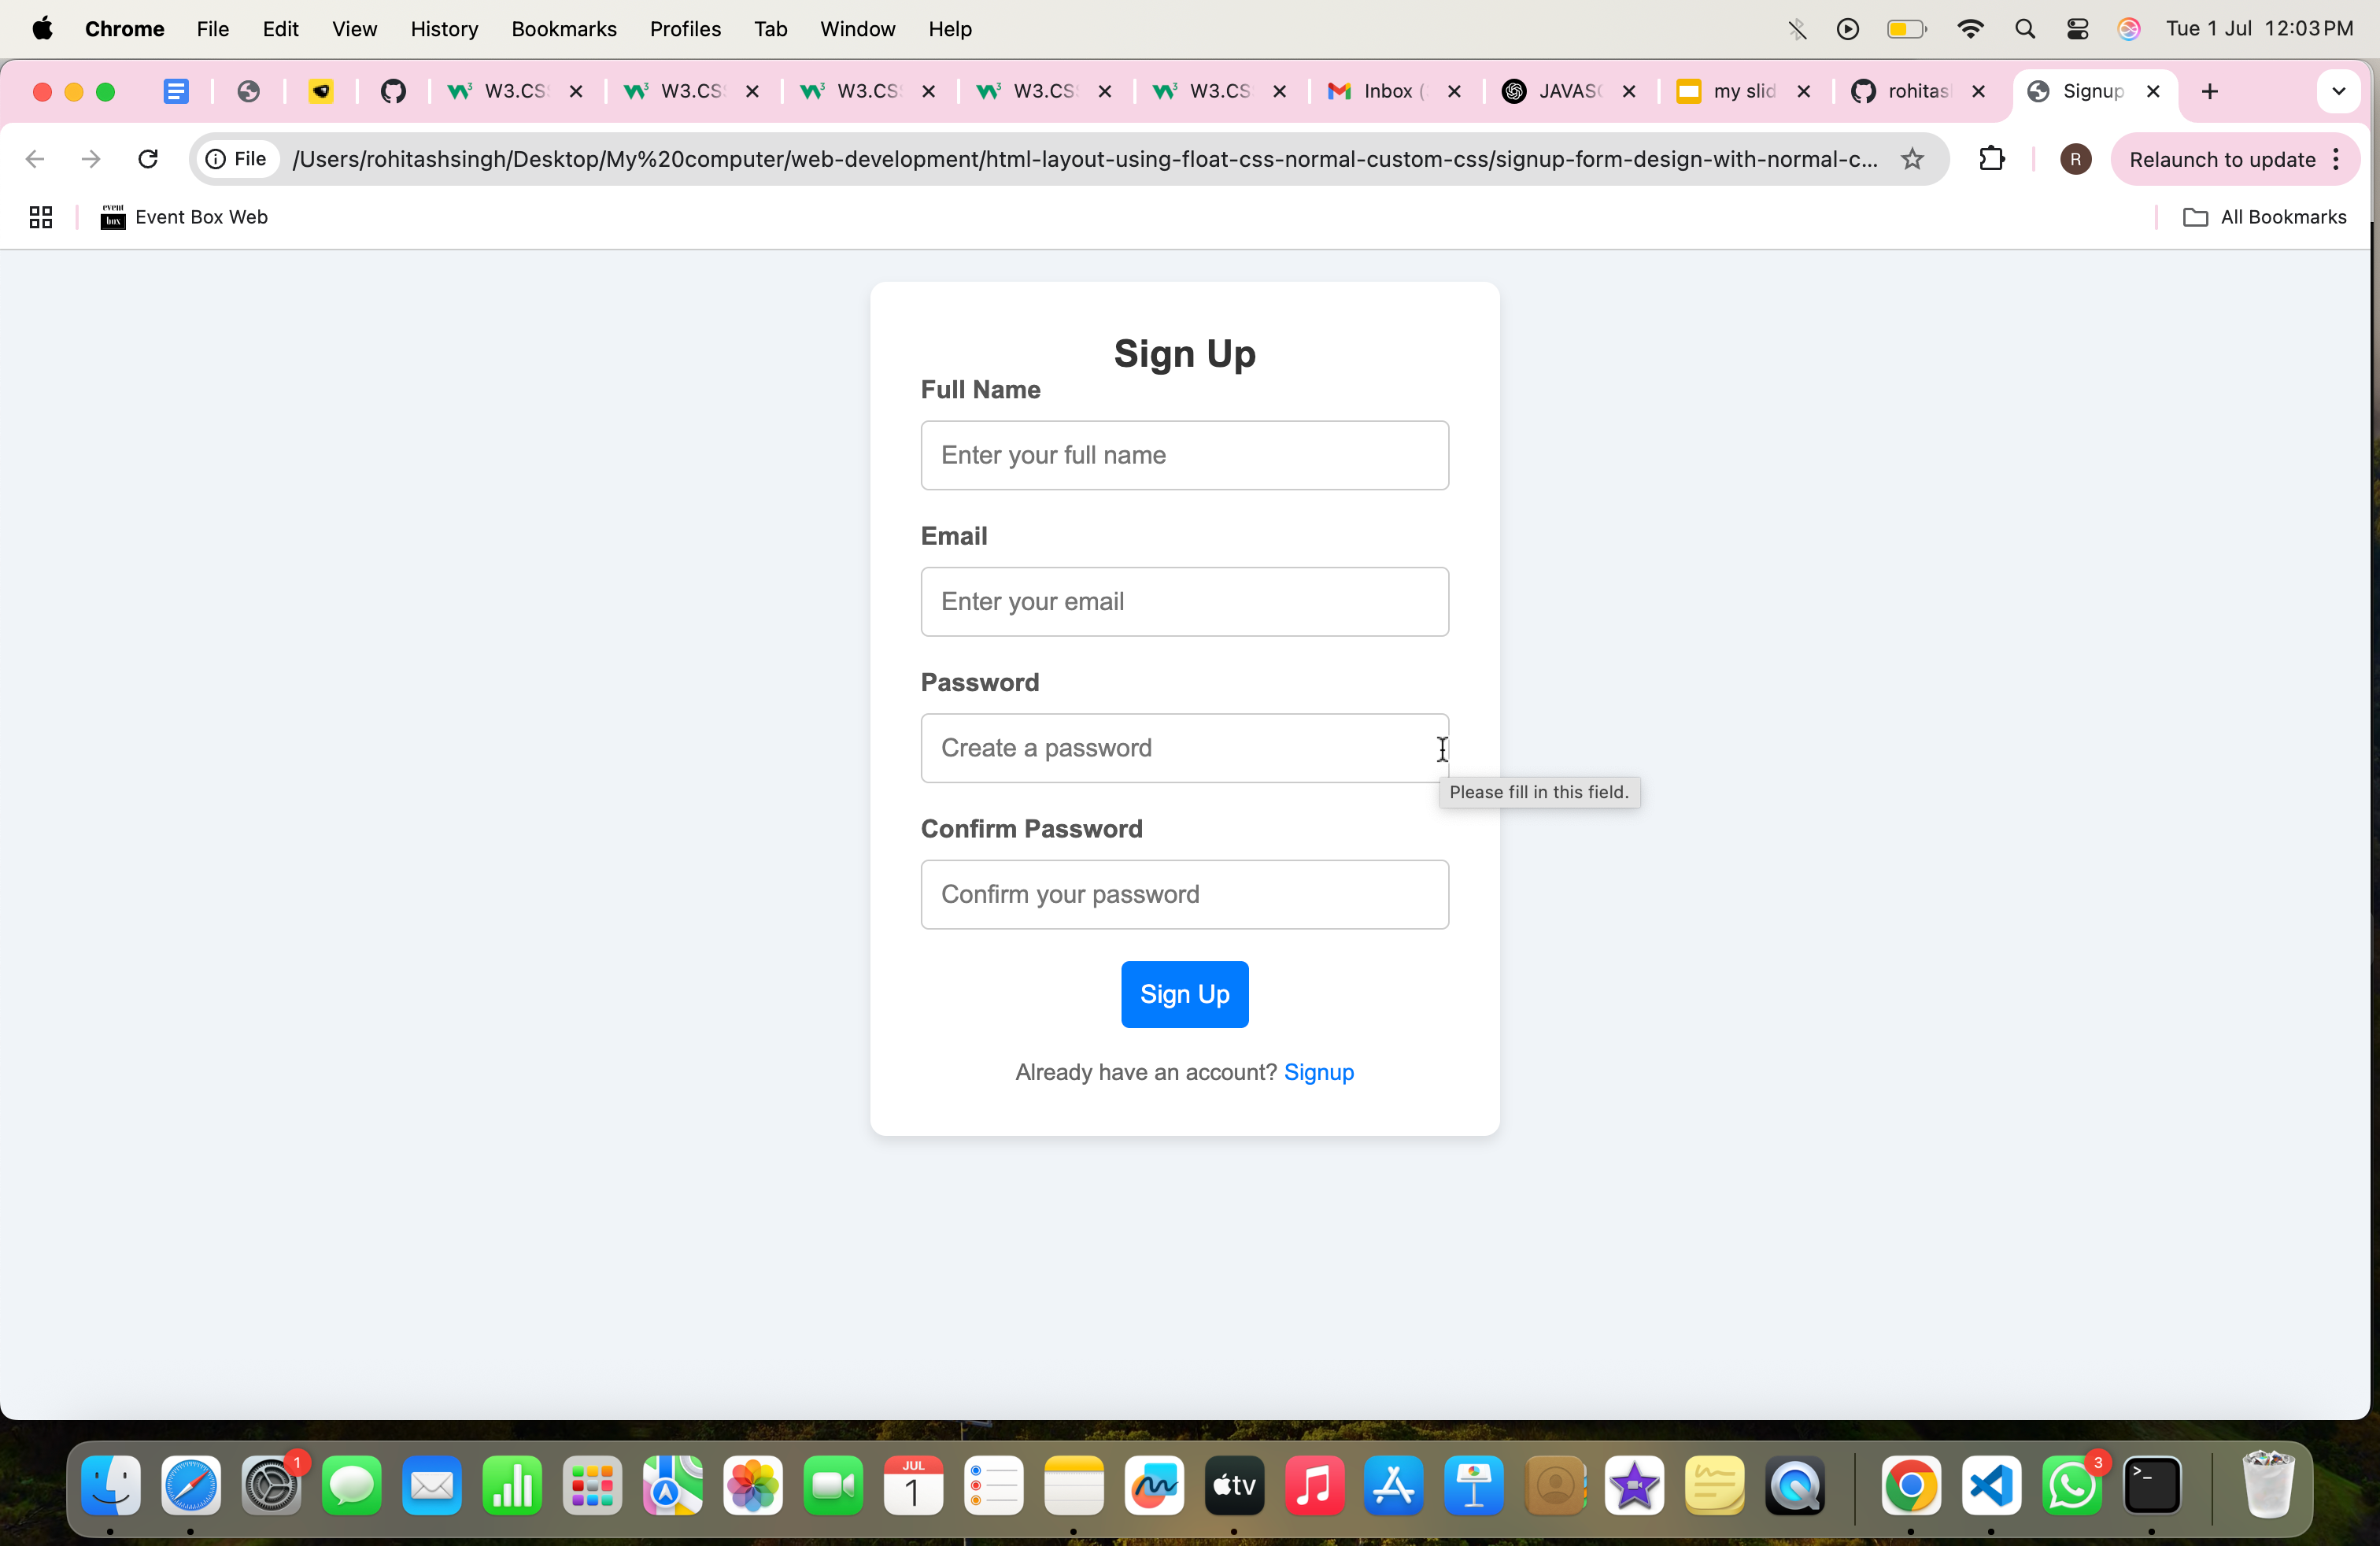 Chrome File Edit View History Bookmarks Profiles Tab Window Help Tue 1 Jul 12:03 PM
W3.CS W3.CS W3.CS W3.CS W3.CS Inbox ( JAVASC my slid rohitas Signup
File /Users/rohitashsingh/Desktop/My%20computer/web-development/html-layout-using-float-css-normal-custom-css/signup-form-design-with-normal-c... R Relaunch to update
event box Event Box Web All Bookmarks
Sign Up
Full Name
Enter your full name
Email
Enter your email
Password
Create a password
Please fill in this field.
Confirm Password
Confirm your password
Sign Up
Already have an account? Signup
1 JUL 1 tv 3